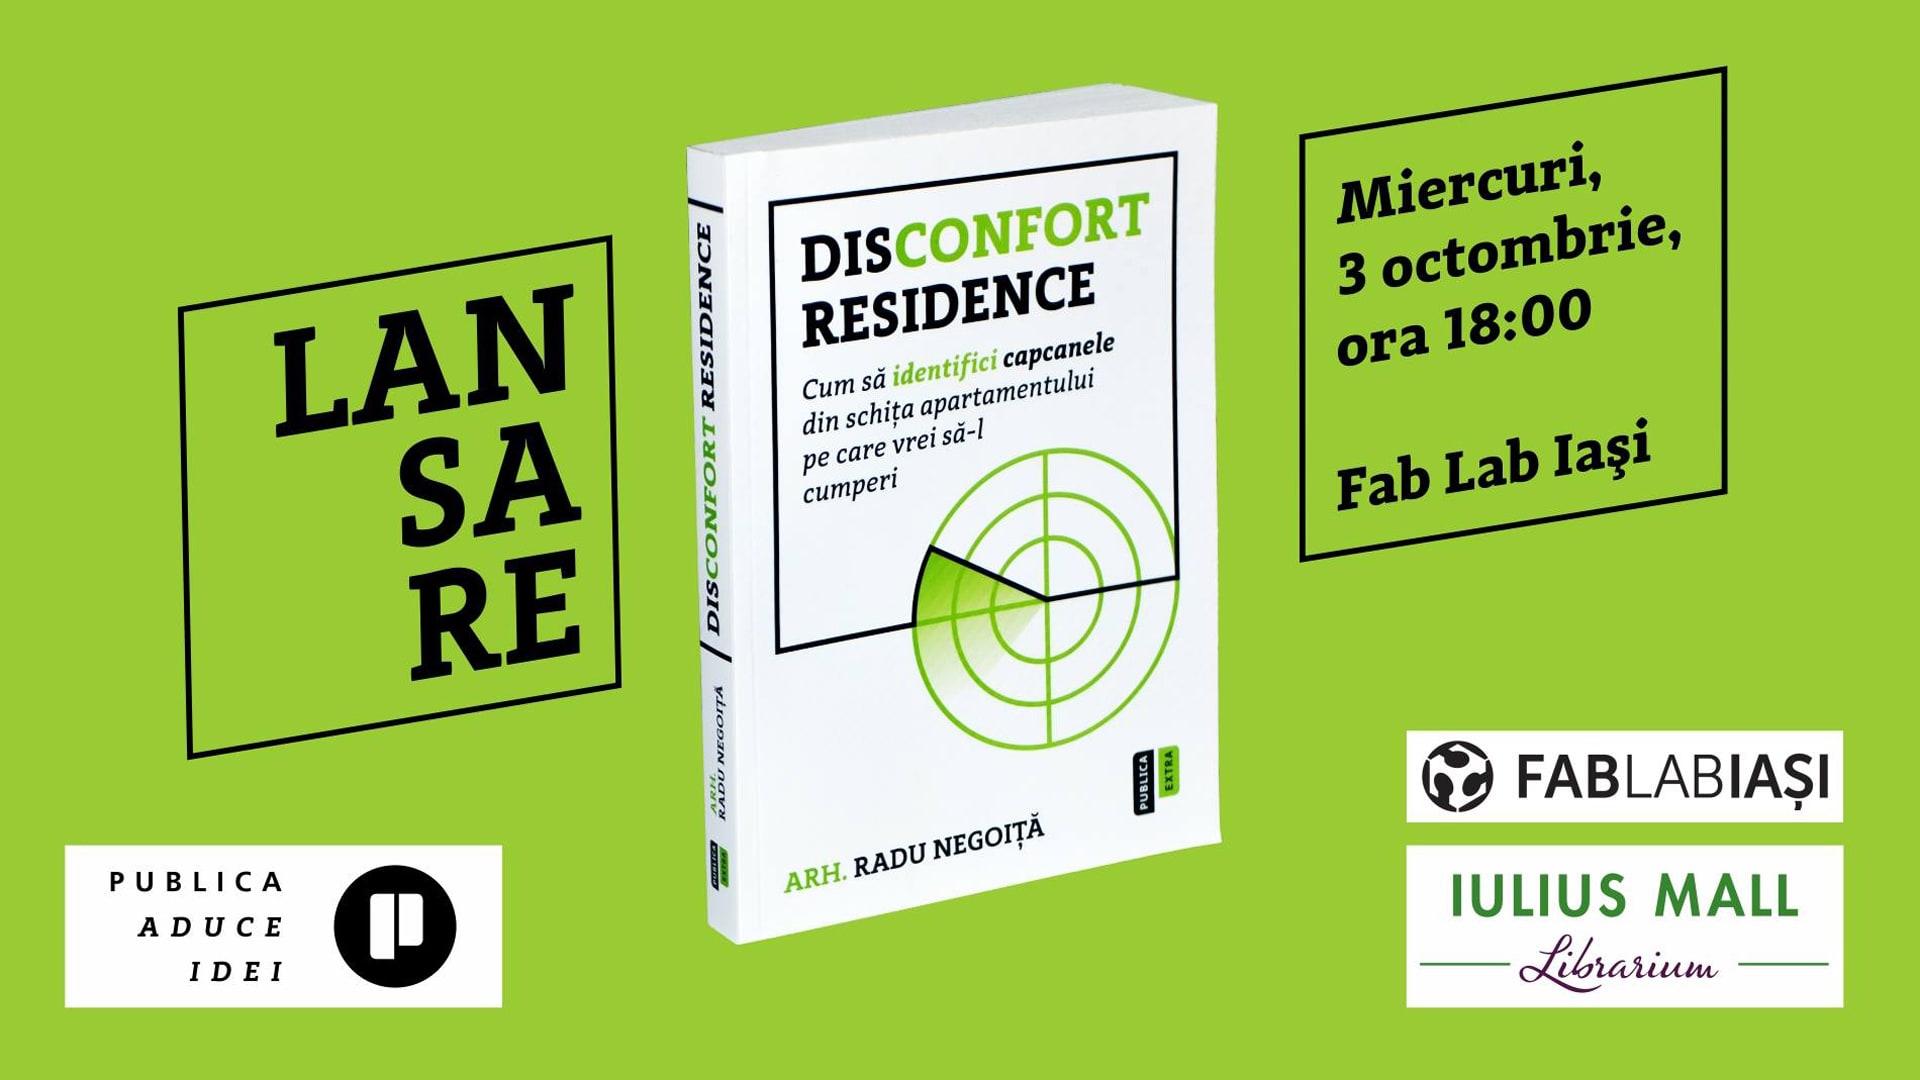 LAN
SA
RE
DISCONFORT
RESIDENCE
Cum să identifici capcanele
din schița apartamentului
pe care vrei să-l
cumperi
ARH. RADU NEGOIȚĂ
PUBLICA
EXTRA
DISCONFORT RESIDENCE
ARH.
RADU NEGOIȚĂ
PUBLICA
EXTRA
Miercuri,
3 octombrie,
ora 18:00
Fab Lab Iaşi
PUBLICA
ADUCE
IDEI
FABLABIAȘI
IULIUS MALL
Librarium